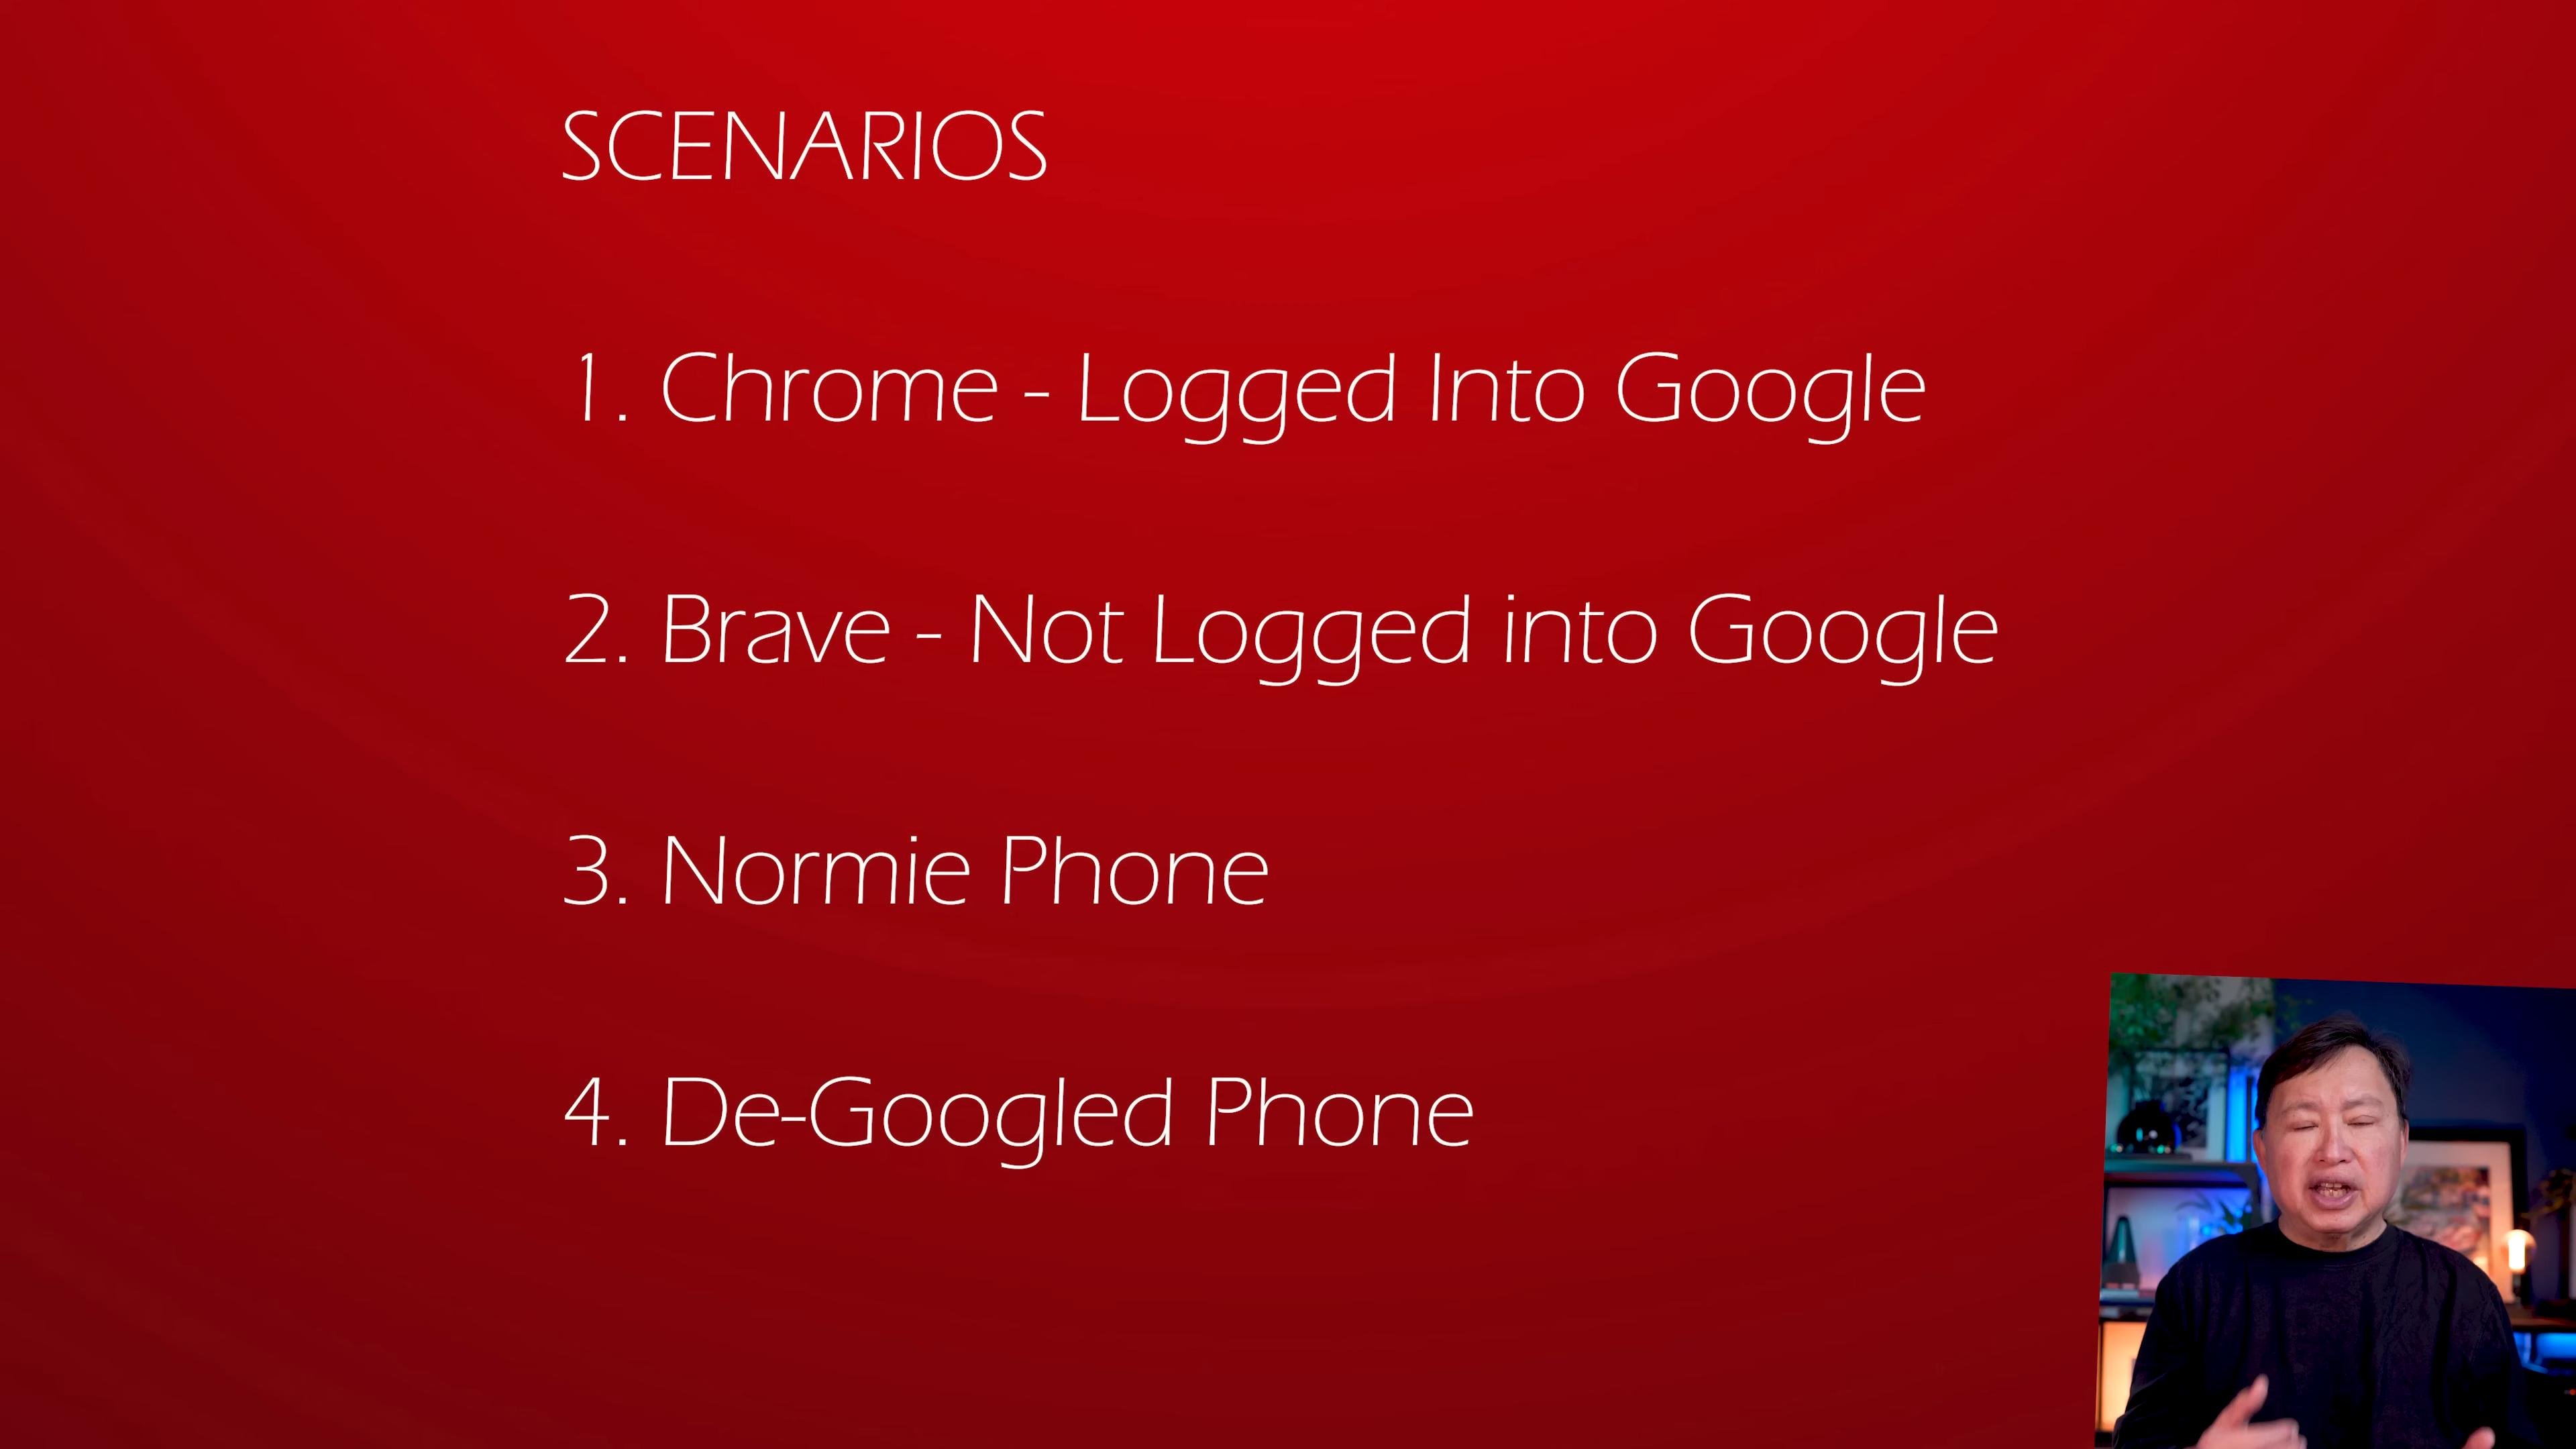 SCENARIOS
1. Chrome - Logged Into Google
2. Brave - Not Logged into Google
3. Normie Phone
4. De-Googled Phone